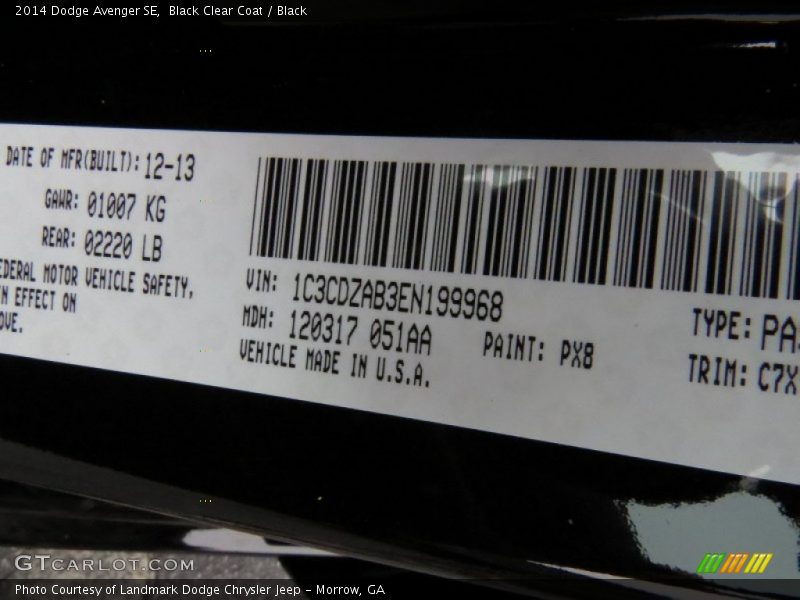 2014 Dodge Avenger SE,  Black Clear Coat / Black
DATE OF MFR(BUILT): 12-13
GAWR: 01007 KG
REAR: 02220 LB
EDERAL MOTOR VEHICLE SAFETY,
N EFFECT ON
OVE.
VIN: 1C3CDZAB3EN199968
MDH: 120317 051AA
PAINT: PX8
VEHICLE MADE IN U.S.A.
TYPE: PA
TRIM: C7X
GTCARLOT.COM
Photo Courtesy of Landmark Dodge Chrysler Jeep - Morrow, GA